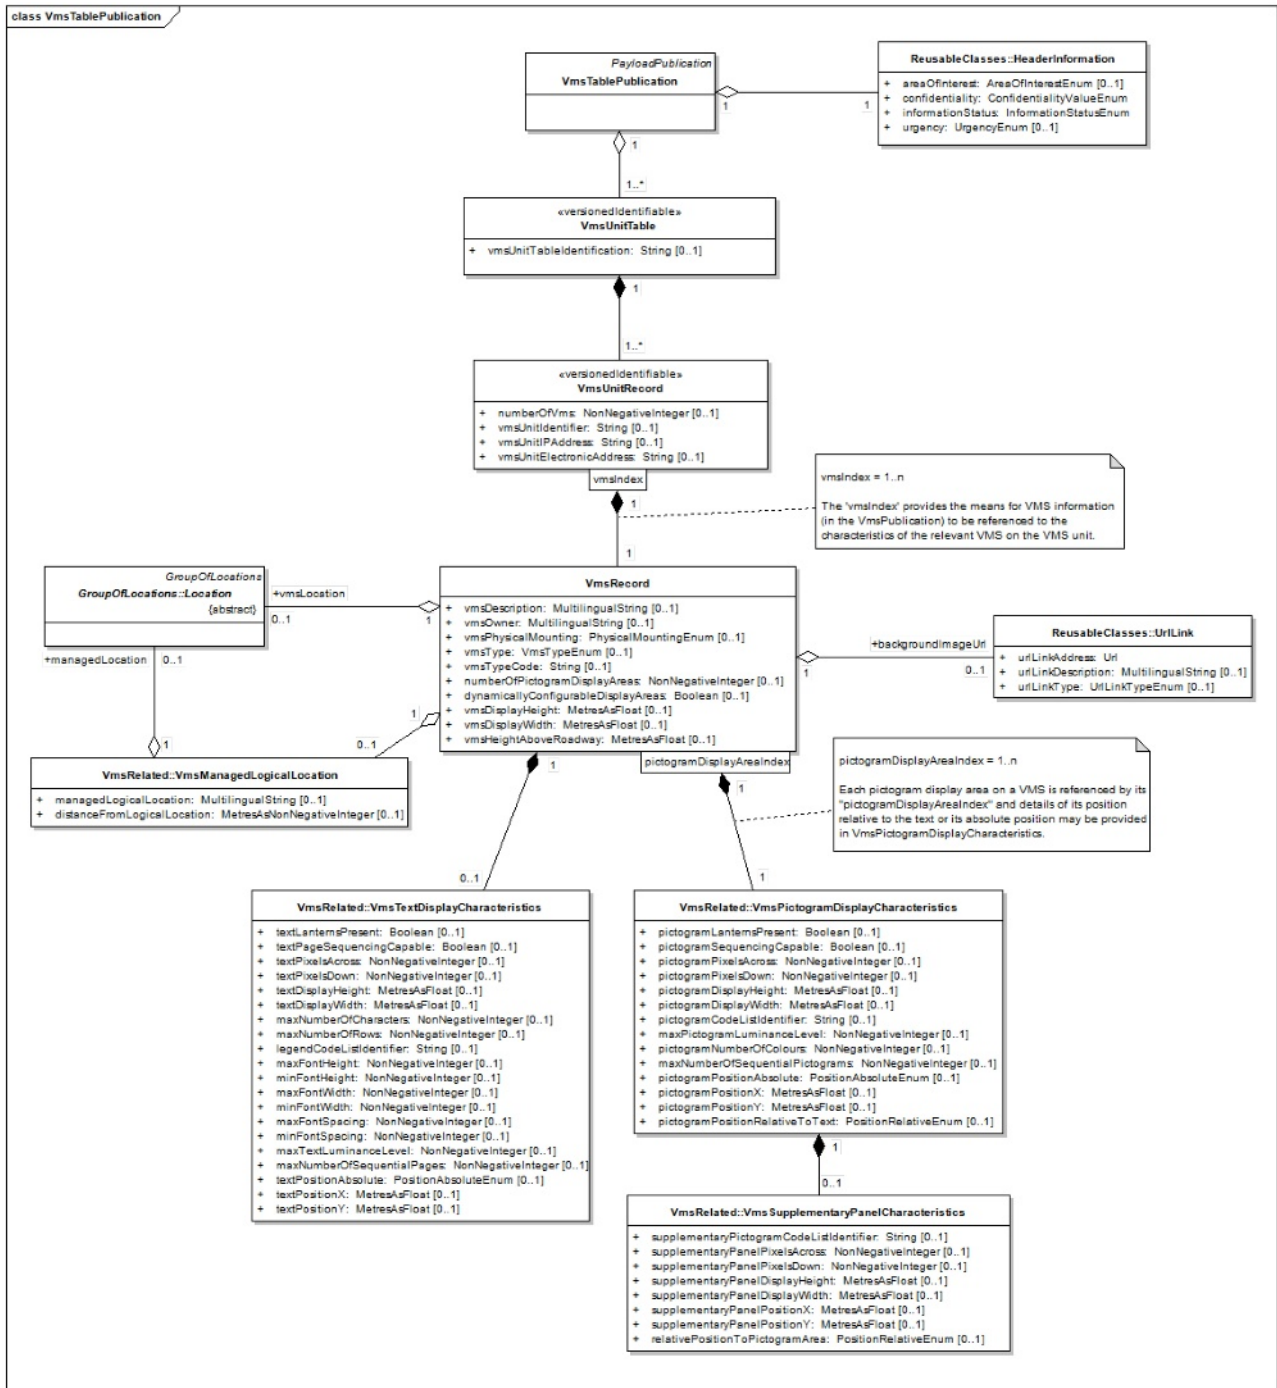 class VmsTablePublication
PayloadPublication
VmsTablePublication
ReusableClasses::HeaderInformation
+ areaOfInterest: AreaOfInterestEnum [0..1]
+ confidentiality: ConfidentialityValueEnum
+ informationStatus: InformationStatusEnum
+ urgency: UrgencyEnum [0..1]
1
1
1
1..*
«versionedIdentifiable»
VmsUnitTable
+ vmsUnitTableIdentification: String [0..1]
1
1..*
«versionedIdentifiable»
VmsUnitRecord
+ numberOfVms: NonNegativeInteger [0..1]
+ vmsUnitIdentifier: String [0..1]
+ vmsUnitIPAddress: String [0..1]
+ vmsUnitElectronicAddress: String [0..1]
vmsIndex
1
1
vmsIndex = 1..n
The 'vmsIndex' provides the means for VMS information
(in the VmsPublication) to be referenced to the
characteristics of the relevant VMS on the VMS unit.
GroupOfLocations
GroupOfLocations::Location
{abstract}
+vmsLocation
0..1
1
VmsRecord
+ vmsDescription: MultilingualString [0..1]
+ vmsOwner: MultilingualString [0..1]
+ vmsPhysicalMounting: PhysicalMountingEnum [0..1]
+ vmsType: VmsTypeEnum [0..1]
+ vmsTypeCode: String [0..1]
+ numberOfPictogramDisplayAreas: NonNegativeInteger [0..1]
+ dynamicallyConfigurableDisplayAreas: Boolean [0..1]
+ vmsDisplayHeight: MetresAsFloat [0..1]
+ vmsDisplayWidth: MetresAsFloat [0..1]
+ vmsHeightAboveRoadway: MetresAsFloat [0..1]
pictogramDisplayAreaIndex
+backgroundImageUrl
1
0..1
ReusableClasses::UrlLink
+ urlLinkAddress: Url
+ urlLinkDescription: MultilingualString [0..1]
+ urlLinkType: UrlLinkTypeEnum [0..1]
+managedLocation
0..1
1
1
0..1
VmsRelated::VmsManagedLogicalLocation
+ managedLogicalLocation: MultilingualString [0..1]
+ distanceFromLogicalLocation: MetresAsNonNegativeInteger [0..1]
pictogramDisplayAreaIndex = 1..n
Each pictogram display area on a VMS is referenced by its
"pictogramDisplayAreaIndex" and details of its position
relative to the text or its absolute position may be provided
in VmsPictogramDisplayCharacteristics.
1
0..1
1
1
VmsRelated::VmsTextDisplayCharacteristics
+ textLanternsPresent: Boolean [0..1]
+ textPageSequencingCapable: Boolean [0..1]
+ textPixelsAcross: NonNegativeInteger [0..1]
+ textPixelsDown: NonNegativeInteger [0..1]
+ textDisplayHeight: MetresAsFloat [0..1]
+ textDisplayWidth: MetresAsFloat [0..1]
+ maxNumberOfCharacters: NonNegativeInteger [0..1]
+ maxNumberOfRows: NonNegativeInteger [0..1]
+ legendCodeListIdentifier: String [0..1]
+ maxFontHeight: NonNegativeInteger [0..1]
+ minFontHeight: NonNegativeInteger [0..1]
+ maxFontWidth: NonNegativeInteger [0..1]
+ minFontWidth: NonNegativeInteger [0..1]
+ maxFontSpacing: NonNegativeInteger [0..1]
+ minFontSpacing: NonNegativeInteger [0..1]
+ maxTextLuminanceLevel: NonNegativeInteger [0..1]
+ maxNumberOfSequentialPages: NonNegativeInteger [0..1]
+ textPositionAbsolute: PositionAbsoluteEnum [0..1]
+ textPositionX: MetresAsFloat [0..1]
+ textPositionY: MetresAsFloat [0..1]
VmsRelated::VmsPictogramDisplayCharacteristics
+ pictogramLanternsPresent: Boolean [0..1]
+ pictogramSequencingCapable: Boolean [0..1]
+ pictogramPixelsAcross: NonNegativeInteger [0..1]
+ pictogramPixelsDown: NonNegativeInteger [0..1]
+ pictogramDisplayHeight: MetresAsFloat [0..1]
+ pictogramDisplayWidth: MetresAsFloat [0..1]
+ pictogramCodeListIdentifier: String [0..1]
+ maxPictogramLuminanceLevel: NonNegativeInteger [0..1]
+ pictogramNumberOfColours: NonNegativeInteger [0..1]
+ maxNumberOfSequentialPictograms: NonNegativeInteger [0..1]
+ pictogramPositionAbsolute: PositionAbsoluteEnum [0..1]
+ pictogramPositionX: MetresAsFloat [0..1]
+ pictogramPositionY: MetresAsFloat [0..1]
+ pictogramPositionRelativeToText: PositionRelativeEnum [0..1]
1
0..1
VmsRelated::VmsSupplementaryPanelCharacteristics
+ supplementaryPictogramCodeListIdentifier: String [0..1]
+ supplementaryPanelPixelsAcross: NonNegativeInteger [0..1]
+ supplementaryPanelPixelsDown: NonNegativeInteger [0..1]
+ supplementaryPanelDisplayHeight: MetresAsFloat [0..1]
+ supplementaryPanelDisplayWidth: MetresAsFloat [0..1]
+ supplementaryPanelPositionX: MetresAsFloat [0..1]
+ supplementaryPanelPositionY: MetresAsFloat [0..1]
+ relativePositionToPictogramArea: PositionRelativeEnum [0..1]